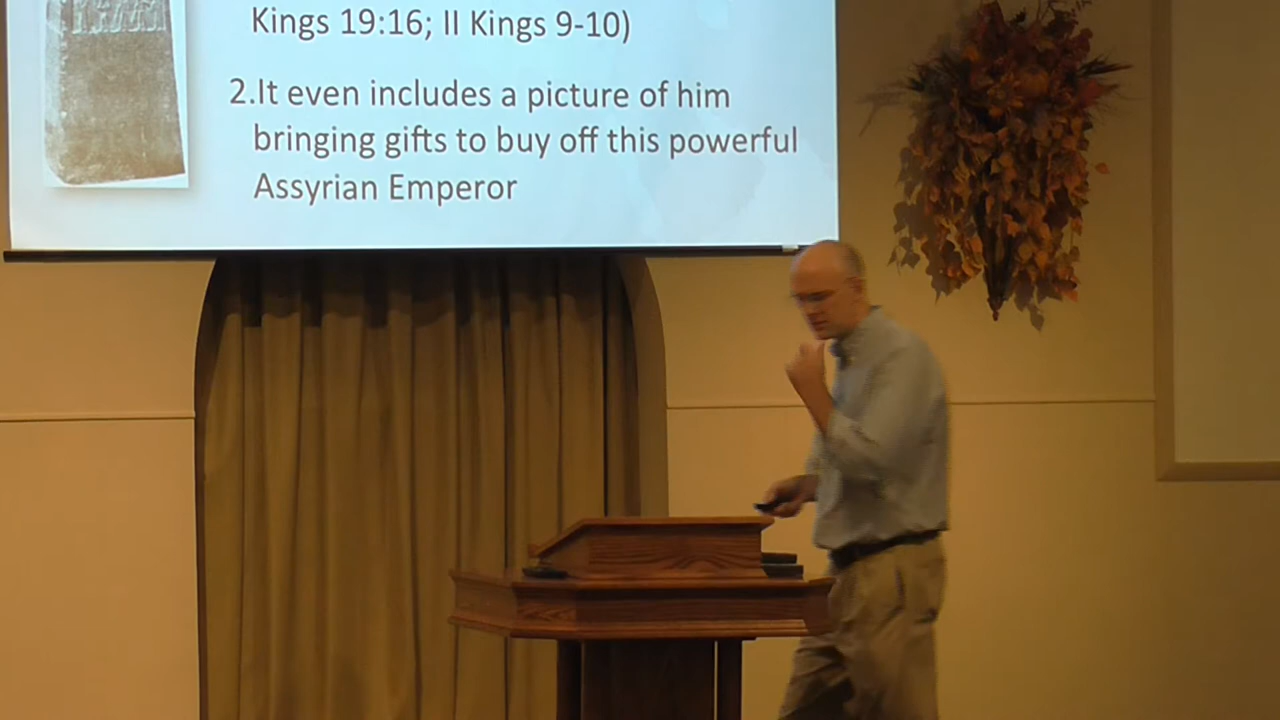 Kings 19:16; II Kings 9-10)
2.It even includes a picture of him
bringing gifts to buy off this powerful
Assyrian Emperor